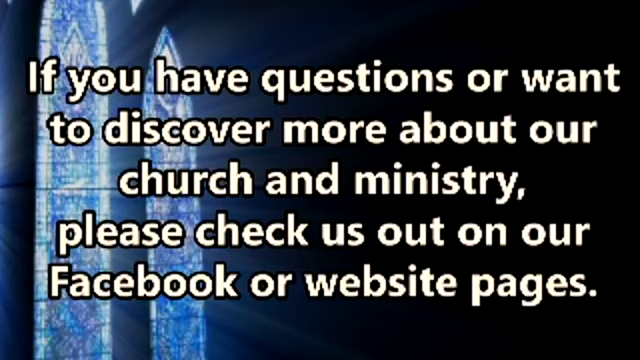 If you have questions or want
to discover more about our
church and ministry,
please check us out on our
Facebook or website pages.